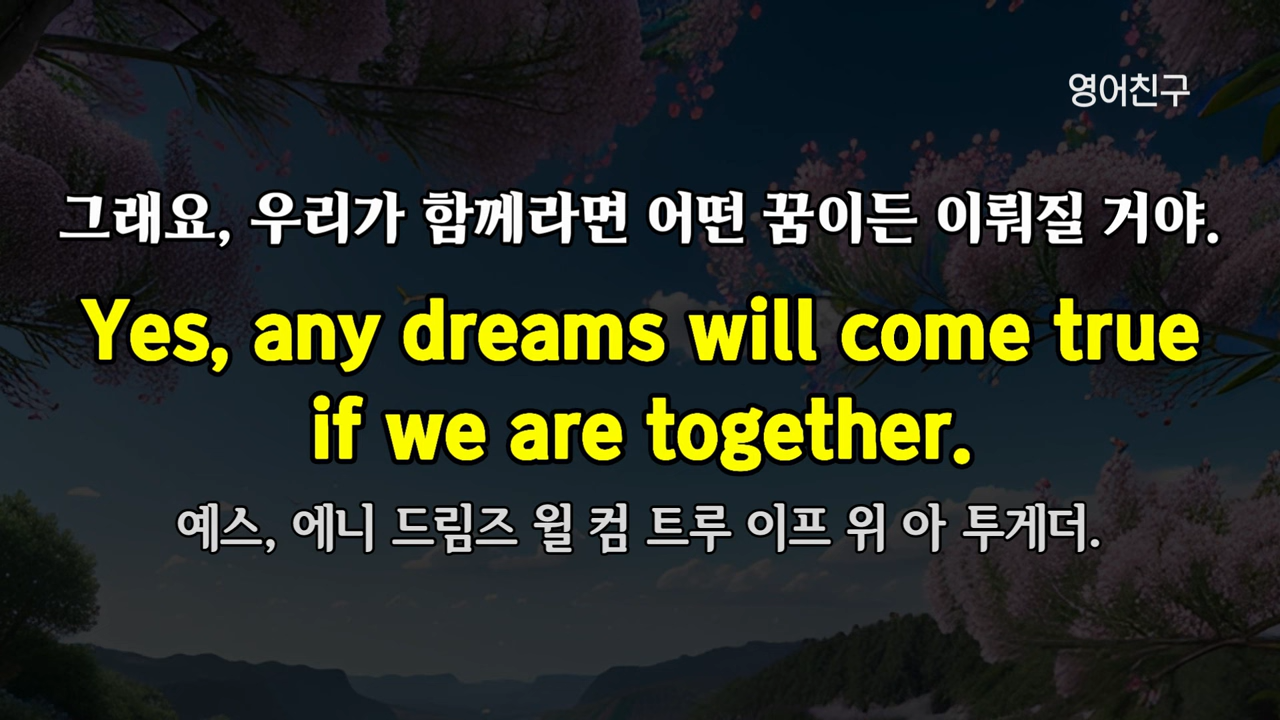 영어친구
그래요, 우리가 함께라면 어떤 꿈이든 이뤄질 거야.
Yes, any dreams will come true
if we are together.
예스, 에니 드림즈 윌 컴 트루 이프 위 아 투게더.